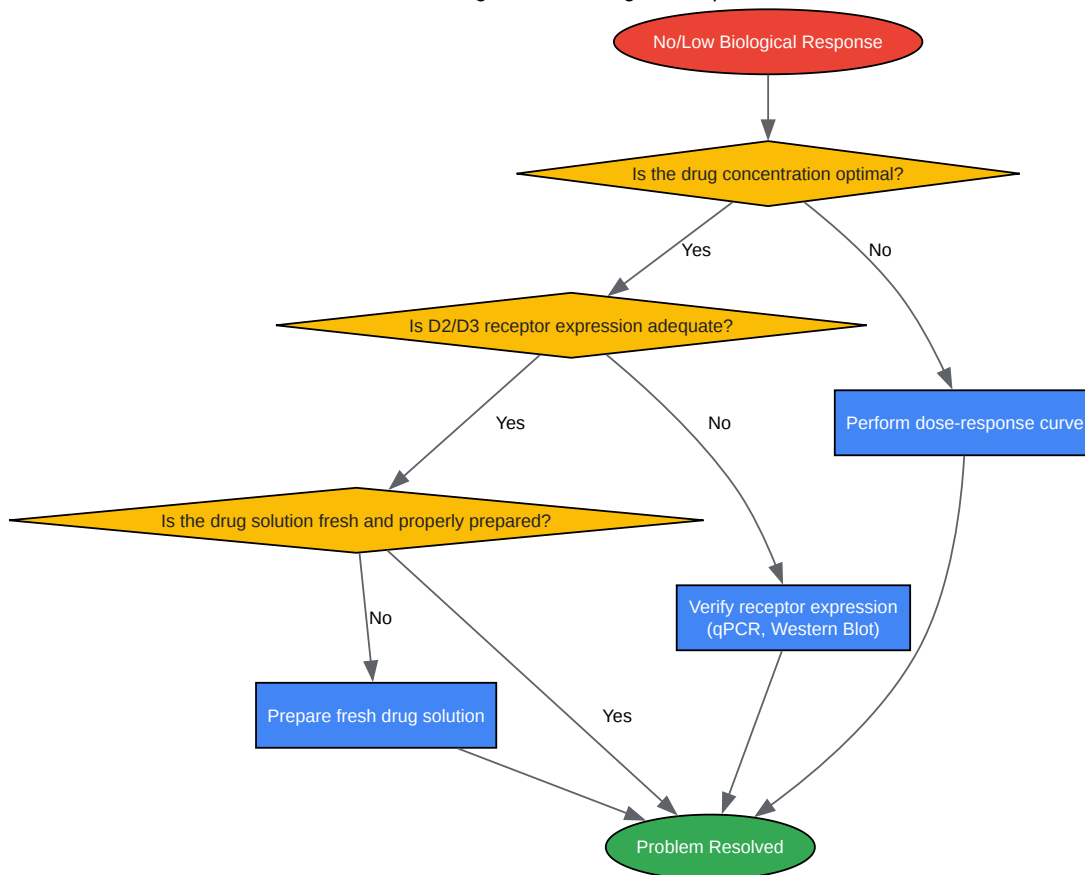 No/Low Biological Response
Is the drug concentration optimal?
Yes
No
Is D2/D3 receptor expression adequate?
Perform dose-response curve
Yes
No
Is the drug solution fresh and properly prepared?
Verify receptor expression
(qPCR, Western Blot)
No
Prepare fresh drug solution
Yes
Problem Resolved